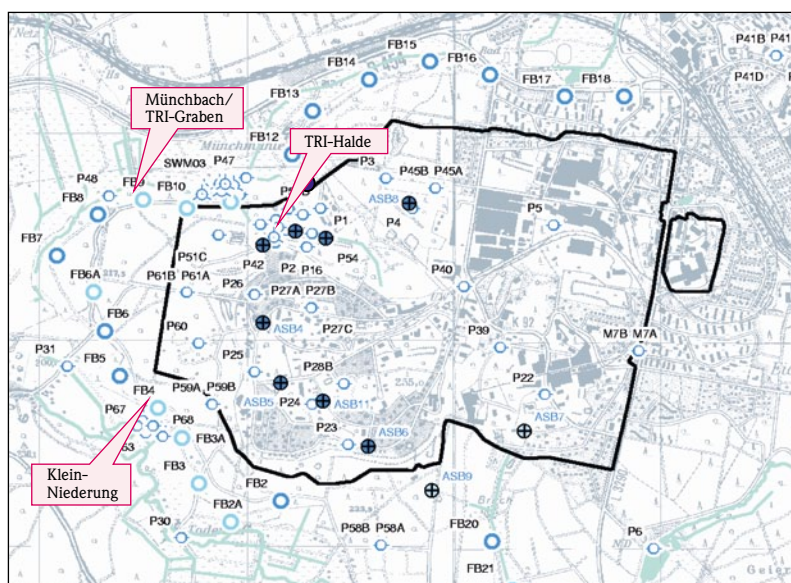 P41B P41
FB15
FB14
FB16
P41D
FB17 FB18
FB13
Münchbach/
TRI-Graben
FB12
TRI-Halde
SWM03 P47
P3
P45B P45A
P48
FB9
FB10
FB8
ASB8
P1
P4
P5
FB7
P51C
P42
P54
P2 P16
FB6A
P61B P61A
P40
P26
P27A P27B
FB6
P27C
P60
ASB4
P39
M7B M7A
P31
FB5
P25
P28B
FB4
P59A P59B
P22
P24
ASB5
ASB11
P67
P68
ASB7
FB3A
P23
ASB6
Klein-
Niederung
FB3
FB2
ASB9
FB2A
P30
P58B P58A
FB20
P6
FB21
Geier